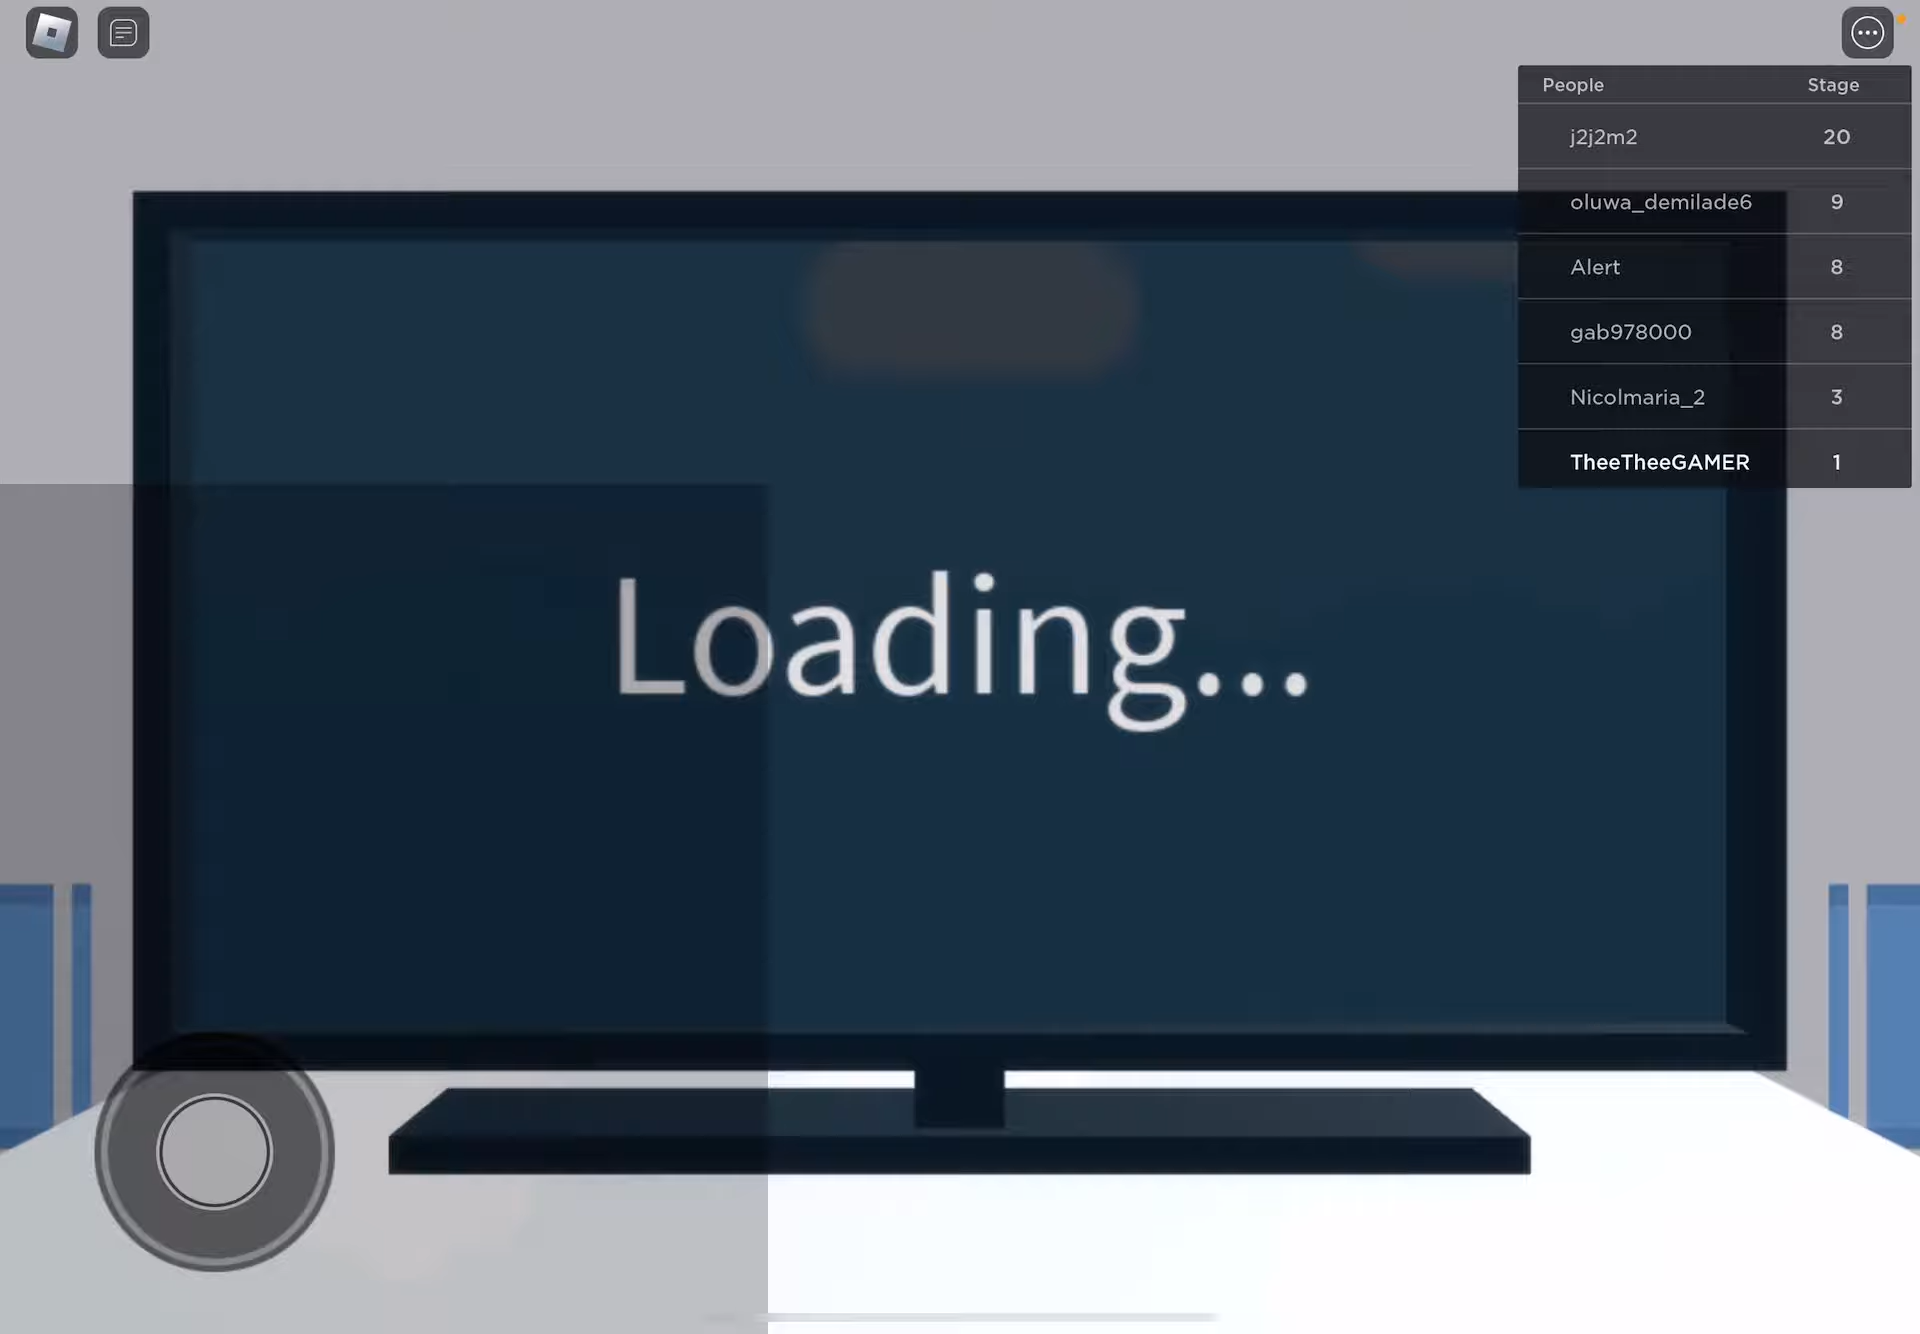 People Stage
j2j2m2 20
oluwa_demilade6 9
Alert 8
gab978000 8
Nicolmaria_2 3
TheeTheeGAMER 1
Loading...